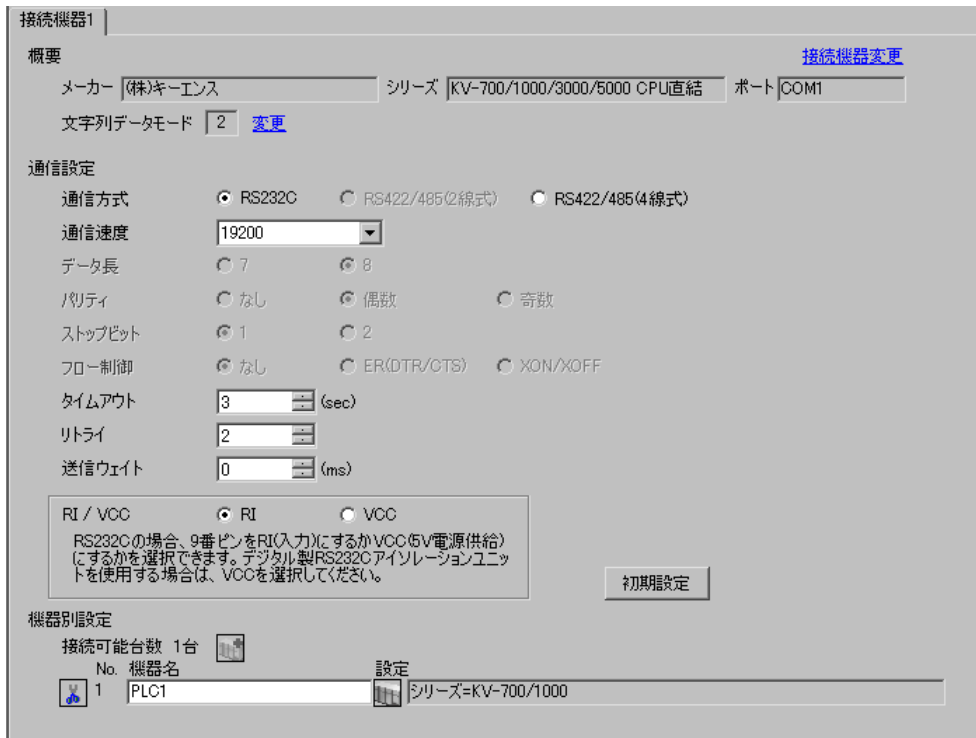 接続機器1
概要 接続機器変更
メーカー (株)キーエンス シリーズ KV-700/1000/3000/5000 CPU直結 ポート COM1
文字列データモード 2 変更
通信設定
通信方式 RS232C RS422/485(2線式) RS422/485(4線式)
通信速度 19200
データ長 7 8
パリティ なし 偶数 奇数
ストップビット 1 2
フロー制御 なし ER(DTR/CTS) XON/XOFF
タイムアウト 3 (sec)
リトライ 2
送信ウェイト 0 (ms)
RI / VCC RI VCC
RS232Cの場合、9番ピンをRI(入力)にするかVCC(5V電源供給)
にするかを選択できます。デジタル製RS232Cアイソレーションユニッ
トを使用する場合は、VCCを選択してください。
初期設定
機器別設定
接続可能台数 1台
No. 機器名 設定
1 PLC1 シリーズ=KV-700/1000